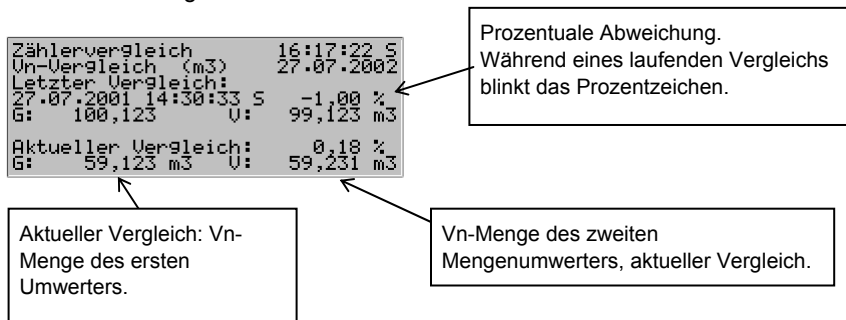 Zählervergleich 16:17:22 S
Vn-Vergleich (m3) 27.07.2002
Letzter Vergleich:
27.07.2001 14:30:33 S -1,00 %
G: 100,123 V: 99,123 m3
Aktueller Vergleich: 0,18 %
G: 59,123 m3 V: 59,231 m3
Prozentuale Abweichung.
Während eines laufenden Vergleichs
blinkt das Prozentzeichen.
Aktueller Vergleich: Vn-
Menge des ersten
Umwerters.
Vn-Menge des zweiten
Mengenumwerters, aktueller Vergleich.